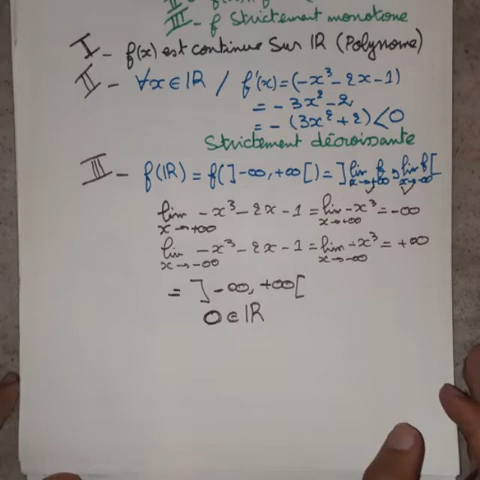 III - f Strictement monotone
I - f(x) est continue sur IR (Polynome)
II - ∀x∈IR / f'(x) = (-x³-2x-1)
= -3x²-2
= -(3x²+2)<0
Strictement décroissante
III - f(IR) = f(]-∞,+∞[) = ]lim f x→+∞ ; lim f x→-∞[
lim x→+∞ -x³-2x-1 = lim x→+∞ -x³ = -∞
lim x→-∞ -x³-2x-1 = lim x→-∞ -x³ = +∞
= ]-∞,+∞[
0∈IR